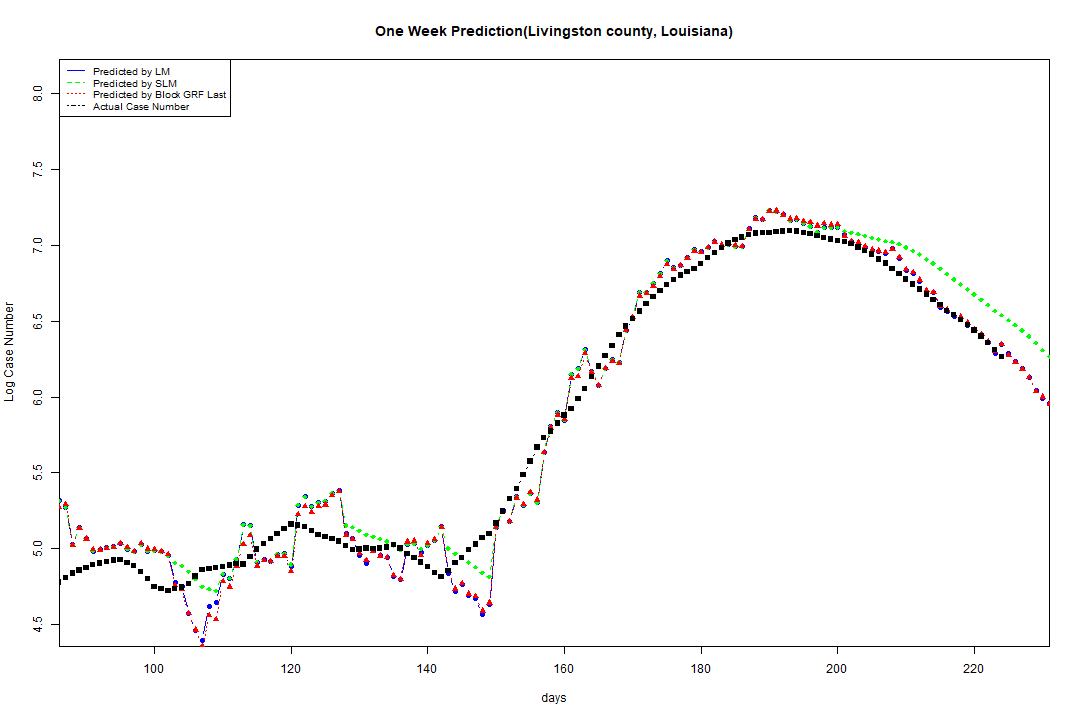 One Week Prediction(Livingston county, Louisiana)
Predicted by LM
Predicted by SLM
Predicted by Block GRF Last
Actual Case Number
Log Case Number
8.0
7.5
7.0
6.5
6.0
5.5
5.0
4.5
100 120 140 160 180 200 220
days